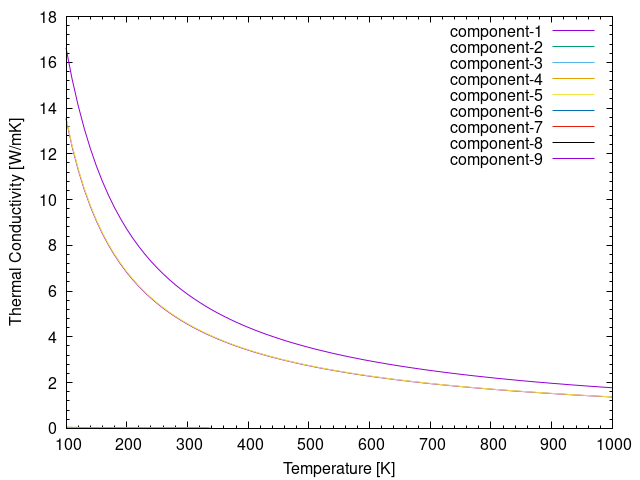 18
16
14
12
10
8
6
4
2
0
Thermal Conductivity [W/mK]
component-1
component-2
component-3
component-4
component-5
component-6
component-7
component-8
component-9
100 200 300 400 500 600 700 800 900 1000
Temperature [K]